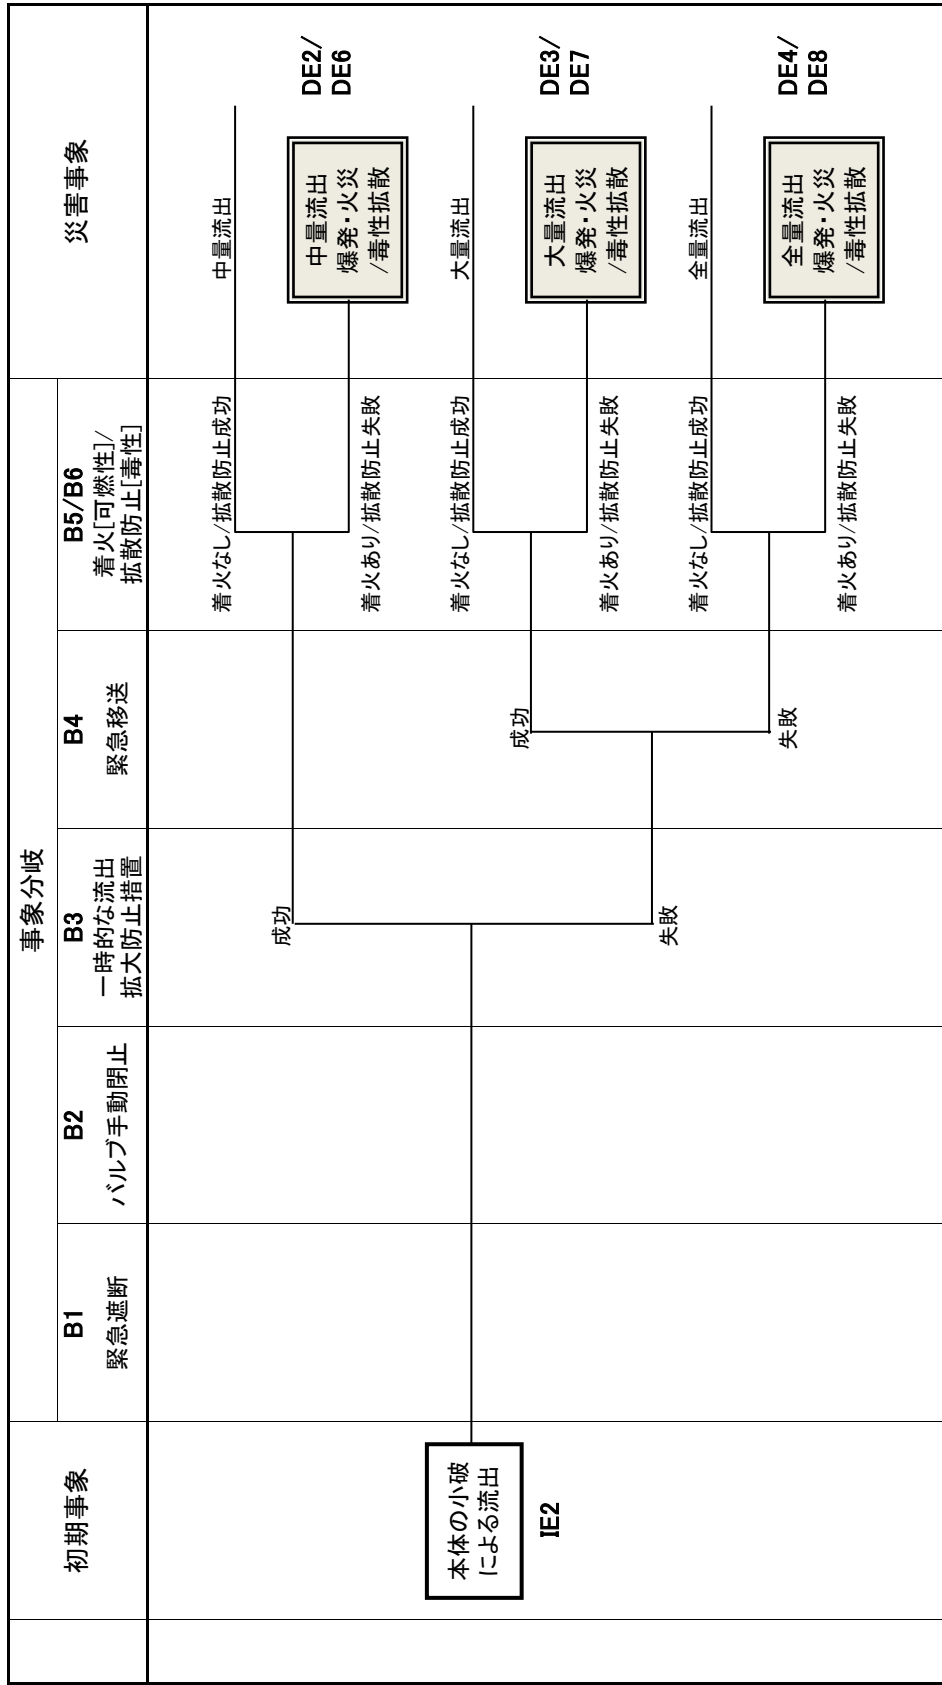 初期事象
事象分岐
災害事象
B1
緊急遮断
B2
バルブ手動閉止
B3
一時的な流出
拡大防止措置
B4
緊急移送
B5/B6
着火[可燃性]/
拡散防止[毒性]
本体の小破
による流出
IE2
成功
失敗
成功
失敗
着火なし/拡散防止成功
中量流出
着火あり/拡散防止失敗
中量流出
爆発・火災
/毒性拡散
DE2/
DE6
着火なし/拡散防止成功
大量流出
着火あり/拡散防止失敗
大量流出
爆発・火災
/毒性拡散
DE3/
DE7
着火なし/拡散防止成功
全量流出
着火あり/拡散防止失敗
全量流出
爆発・火災
/毒性拡散
DE4/
DE8